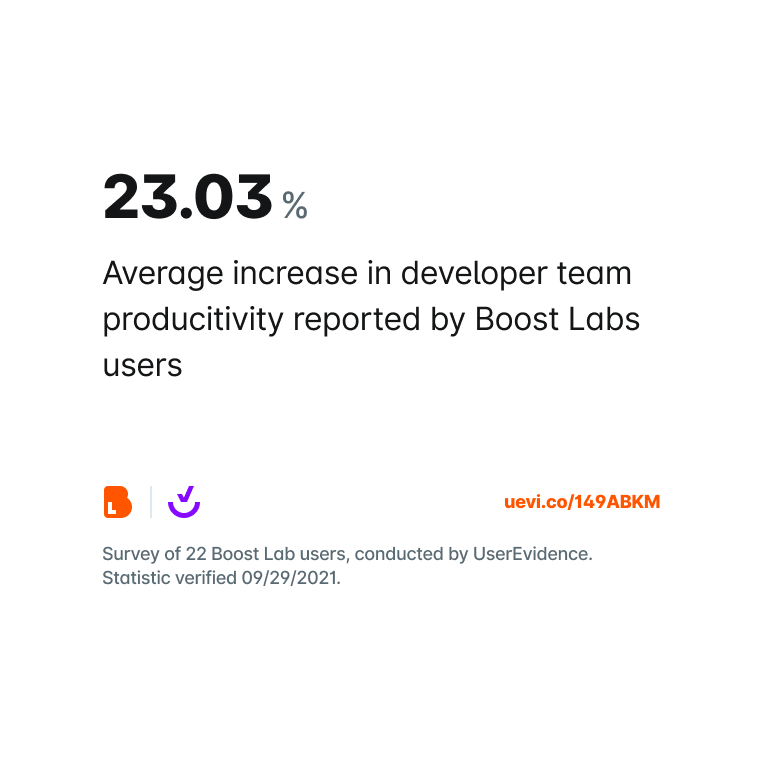 23.03 %
Average increase in developer team
producitivity reported by Boost Labs
users
BL
uevi.co/149ABKM
Survey of 22 Boost Lab users, conducted by UserEvidence.
Statistic verified 09/29/2021.